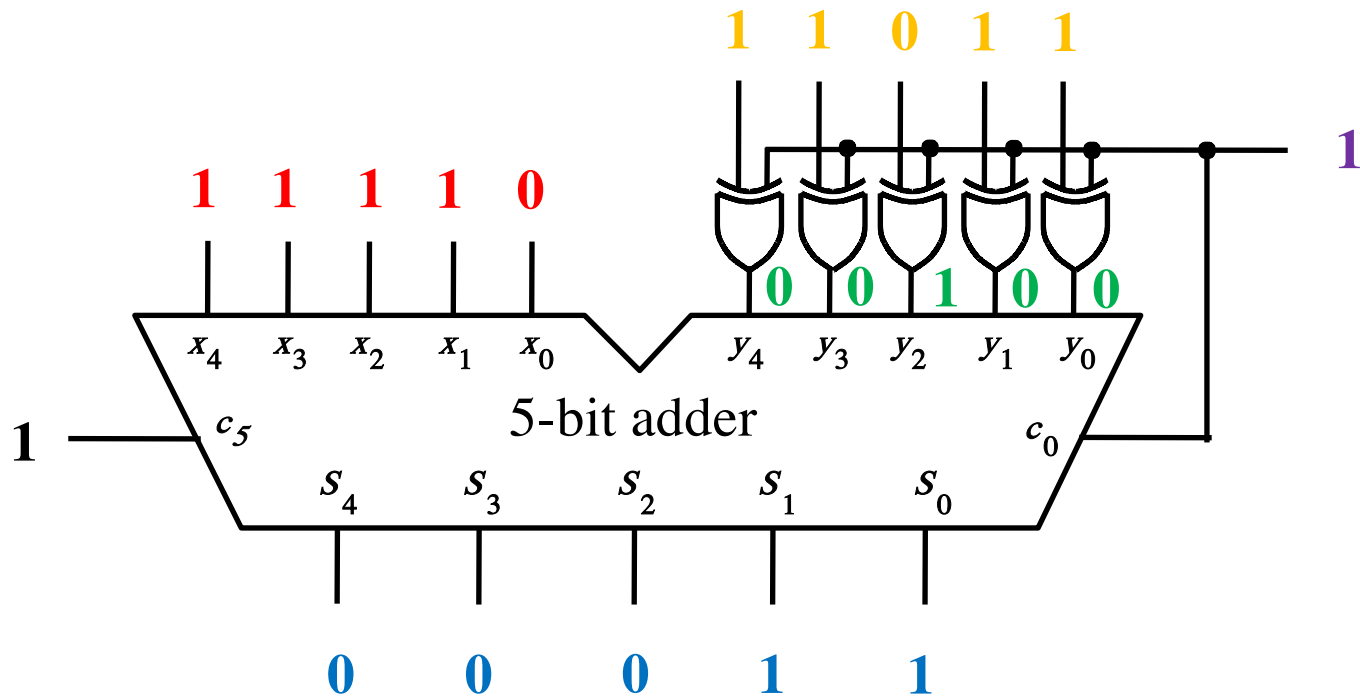 1 1 0 1 1
1
1 1 1 1 0
0 0 1 0 0
x4 x3 x2 x1 x0 y4 y3 y2 y1 y0
5-bit adder
1 c5 c0
S4 S3 S2 S1 S0
0 0 0 1 1